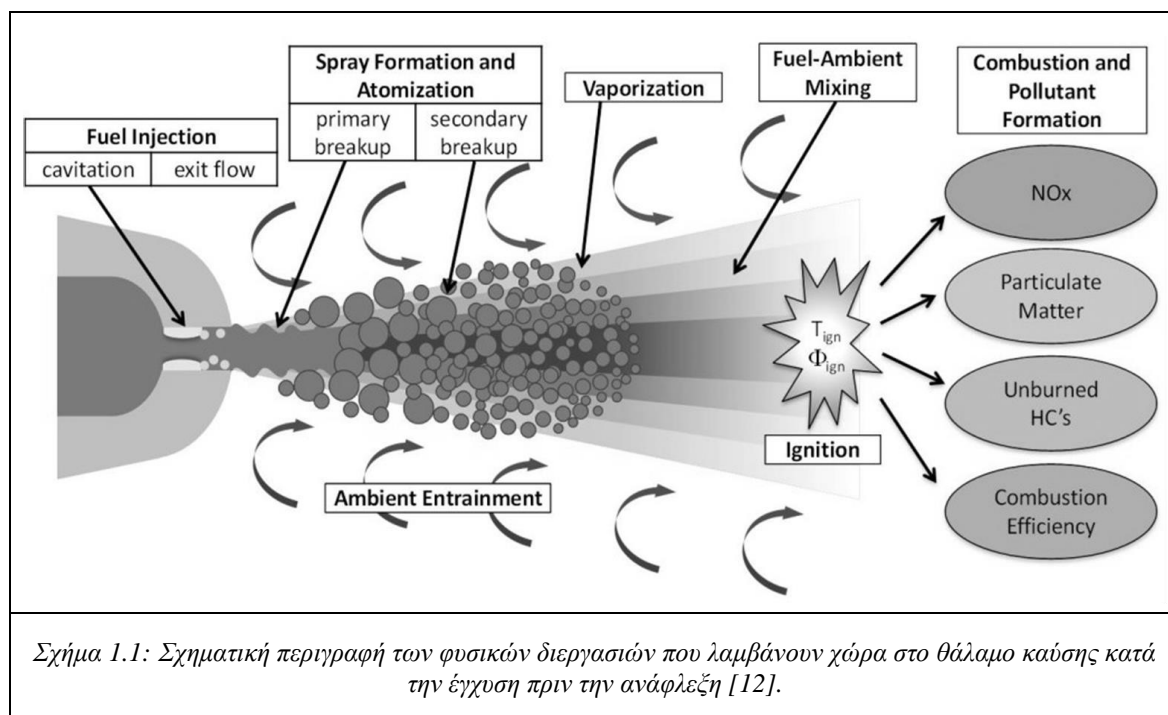 Spray Formation and
Atomization
primary
breakup
secondary
breakup
Vaporization
Fuel-Ambient
Mixing
Combustion and
Pollutant
Formation
Fuel Injection
cavitation
exit flow
NOx
Particulate
Matter
T_ign
Φ_ign
Unburned
HC's
Ignition
Ambient Entrainment
Combustion
Efficiency
Σχήμα 1.1: Σχηματική περιγραφή των φυσικών διεργασιών που λαμβάνουν χώρα στο θάλαμο καύσης κατά
την έγχυση πριν την ανάφλεξη [12].